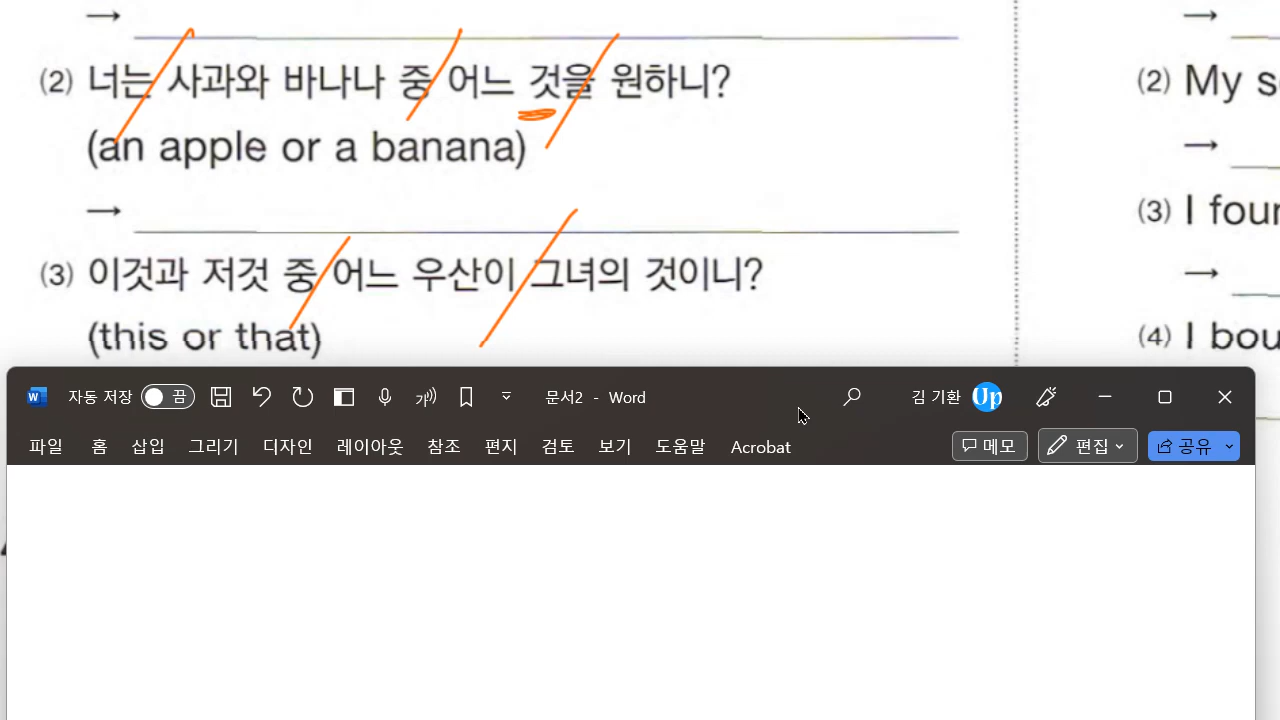 →
→
(2) 너는 사과와 바나나 중 어느 것을 원하니?
(2) My
(an apple or a banana)
→
→
(3) I
(3) 이것과 저것 중 어느 우산이 그녀의 것이니?
→
(this or that)
(4) I
자동 저장 끔 가 문서2 - Word 김 기환 Up
파일 홈 삽입 그리기 디자인 레이아웃 참조 편지 검토 보기 도움말 Acrobat 메모 편집 공유